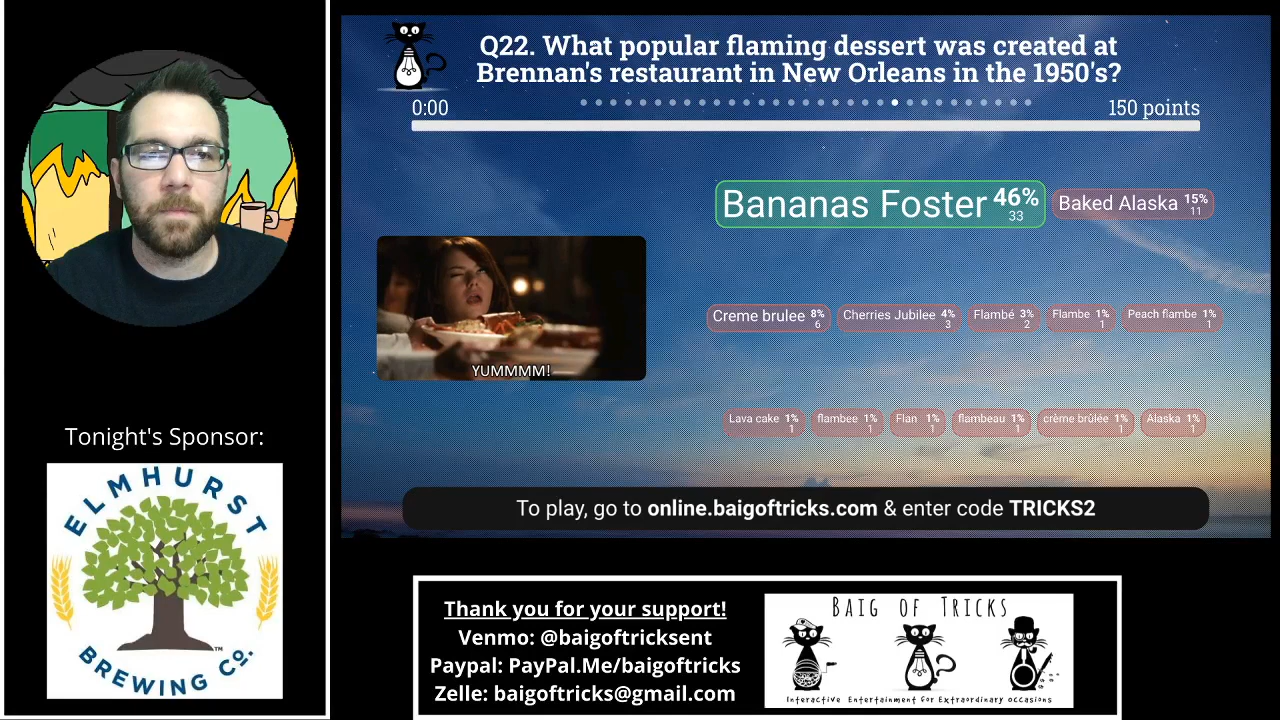 Q22. What popular flaming dessert was created at
Brennan's restaurant in New Orleans in the 1950's?
0:00
150 points
Bananas Foster 46% 33
Baked Alaska 15% 11
YUMMMM!
Creme brulee 8% 6
Cherries Jubilee 4% 3
Flambé 3% 2
Flambe 1% 1
Peach flambe 1% 1
Lava cake 1% 1
flambee 1% 1
Flan 1% 1
flambeau 1% 1
crème brûlée 1% 1
Alaska 1% 1
To play, go to online.baigoftricks.com & enter code TRICKS2
Tonight's Sponsor:
ELMHURST
BREWING Co.
TM
Thank you for your support!
Venmo: @baigoftricksent
Paypal: PayPal.Me/baigoftricks
Zelle: baigoftricks@gmail.com
BAIG OF TRICKS
Interactive Entertainment for Extraordinary occasions